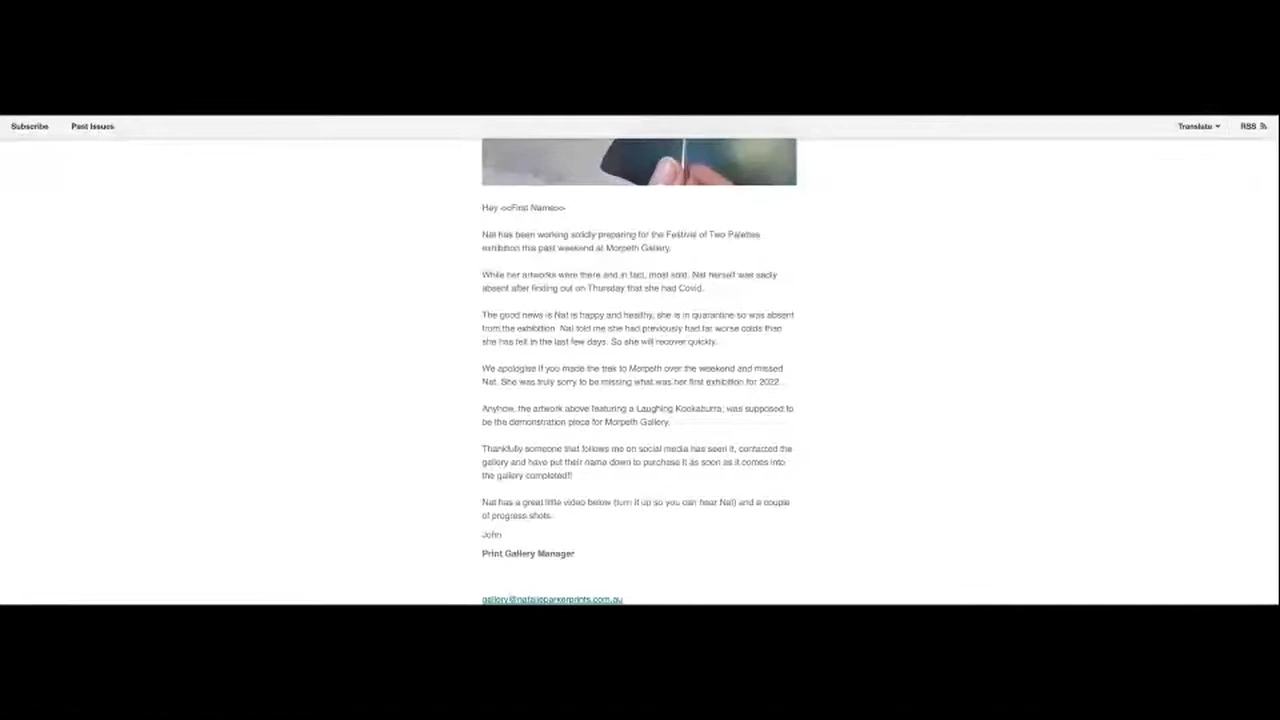 Subscribe
Past Issues
Translate
RSS
Hey <<First Name>>
Nat has been working solidly preparing for the Festival of Two Palettes
exhibition this past weekend at Morpeth Gallery.
While her artworks were there and in fact, most sold. Nat herself was sadly
absent after finding out on Thursday that she had Covid.
The good news is Nat is happy and healthy, she is in quarantine so was absent
from the exhibition. Nat told me she had previously had far worse colds than
she has felt in the last few days. So she will recover quickly.
We apologise if you made the trek to Morpeth over the weekend and missed
Nat. She was truly sorry to be missing what was her first exhibition for 2022.
Anyhow, the artwork above featuring a Laughing Kookaburra, was supposed to
be the demonstration piece for Morpeth Gallery.
Thankfully someone that follows me on social media has seen it, contacted the
gallery and have put their name down to purchase it as soon as it comes into
the gallery completed!!
Nat has a great little video below (turn it up so you can hear Nat) and a couple
of progress shots.
John
Print Gallery Manager
gallery@natalieparkerprints.com.au